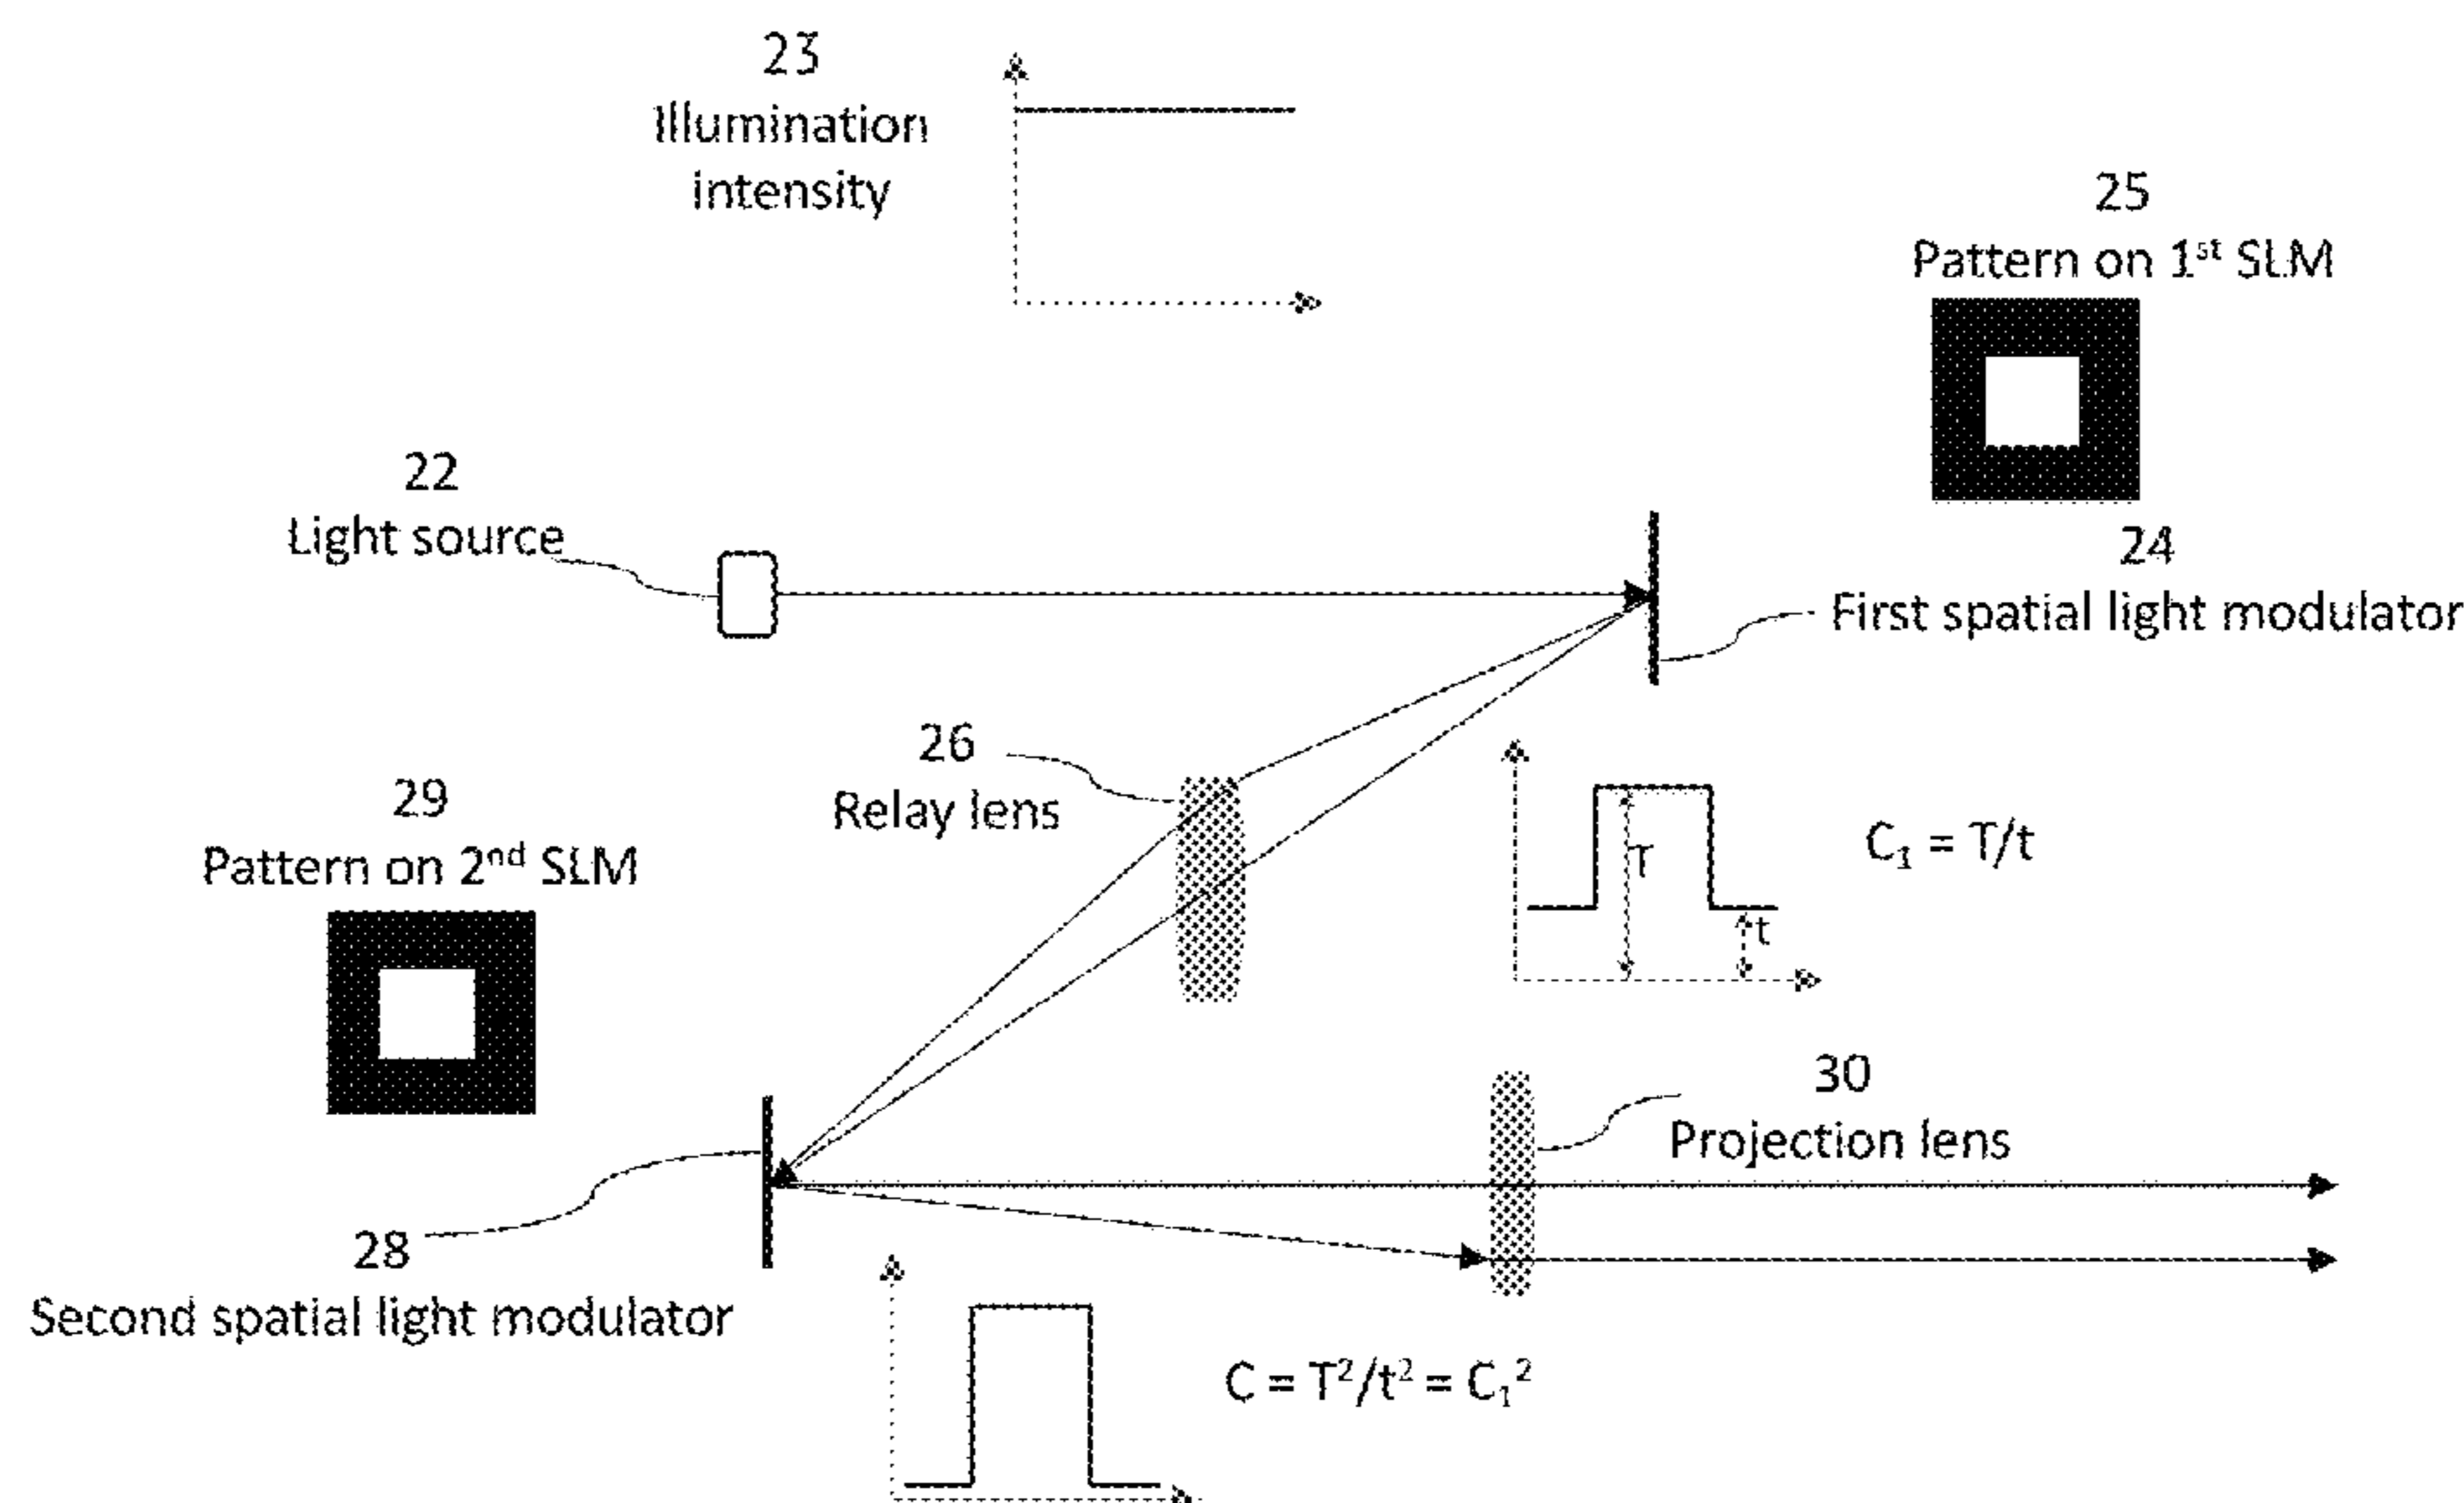 23
Illumination
intensity
25
Pattern on 1st SLM
22
Light source
24
First spatial light modulator
26
Relay lens
T
t
C₁ = T/t
29
Pattern on 2nd SLM
30
Projection lens
28
Second spatial light modulator
C = T²/t² = C₁²